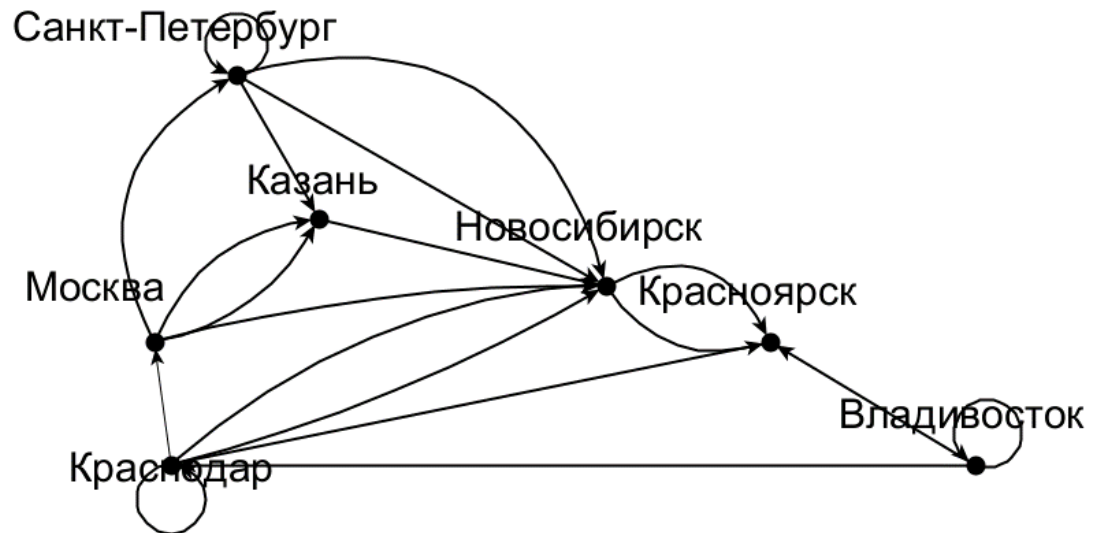 Санкт-Петербург
Казань
Новосибирск
Москва
Красноярск
Владивосток
Краснодар